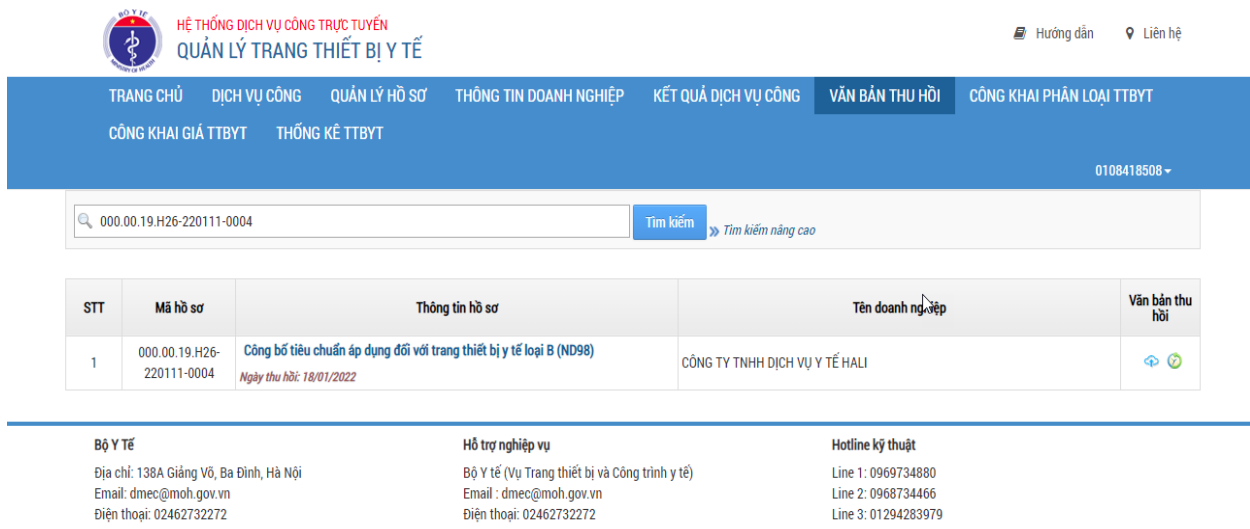 BỘ Y TẾ
MINISTRY OF HEALTH
HỆ THỐNG DỊCH VỤ CÔNG TRỰC TUYẾN
QUẢN LÝ TRANG THIẾT BỊ Y TẾ
Hướng dẫn
Liên hệ
TRANG CHỦ DỊCH VỤ CÔNG QUẢN LÝ HỒ SƠ THÔNG TIN DOANH NGHIỆP KẾT QUẢ DỊCH VỤ CÔNG VĂN BẢN THU HỒI CÔNG KHAI PHÂN LOẠI TTBYT
CÔNG KHAI GIÁ TTBYT THỐNG KÊ TTBYT
0108418508
000.00.19.H26-220111-0004 Tìm kiếm Tìm kiếm nâng cao
STT Mã hồ sơ Thông tin hồ sơ Tên doanh nghiệp Văn bản thu hồi
1
000.00.19.H26-
220111-0004
Công bố tiêu chuẩn áp dụng đối với trang thiết bị y tế loại B (ND98)
Ngày thu hồi: 18/01/2022
CÔNG TY TNHH DỊCH VỤ Y TẾ HALI
Bộ Y Tế
Địa chỉ: 138A Giảng Võ, Ba Đình, Hà Nội
Email: dmec@moh.gov.vn
Điện thoại: 02462732272
Hỗ trợ nghiệp vụ
Bộ Y tế (Vụ Trang thiết bị và Công trình y tế)
Email : dmec@moh.gov.vn
Điện thoại: 02462732272
Hotline kỹ thuật
Line 1: 0969734880
Line 2: 0968734466
Line 3: 01294283979